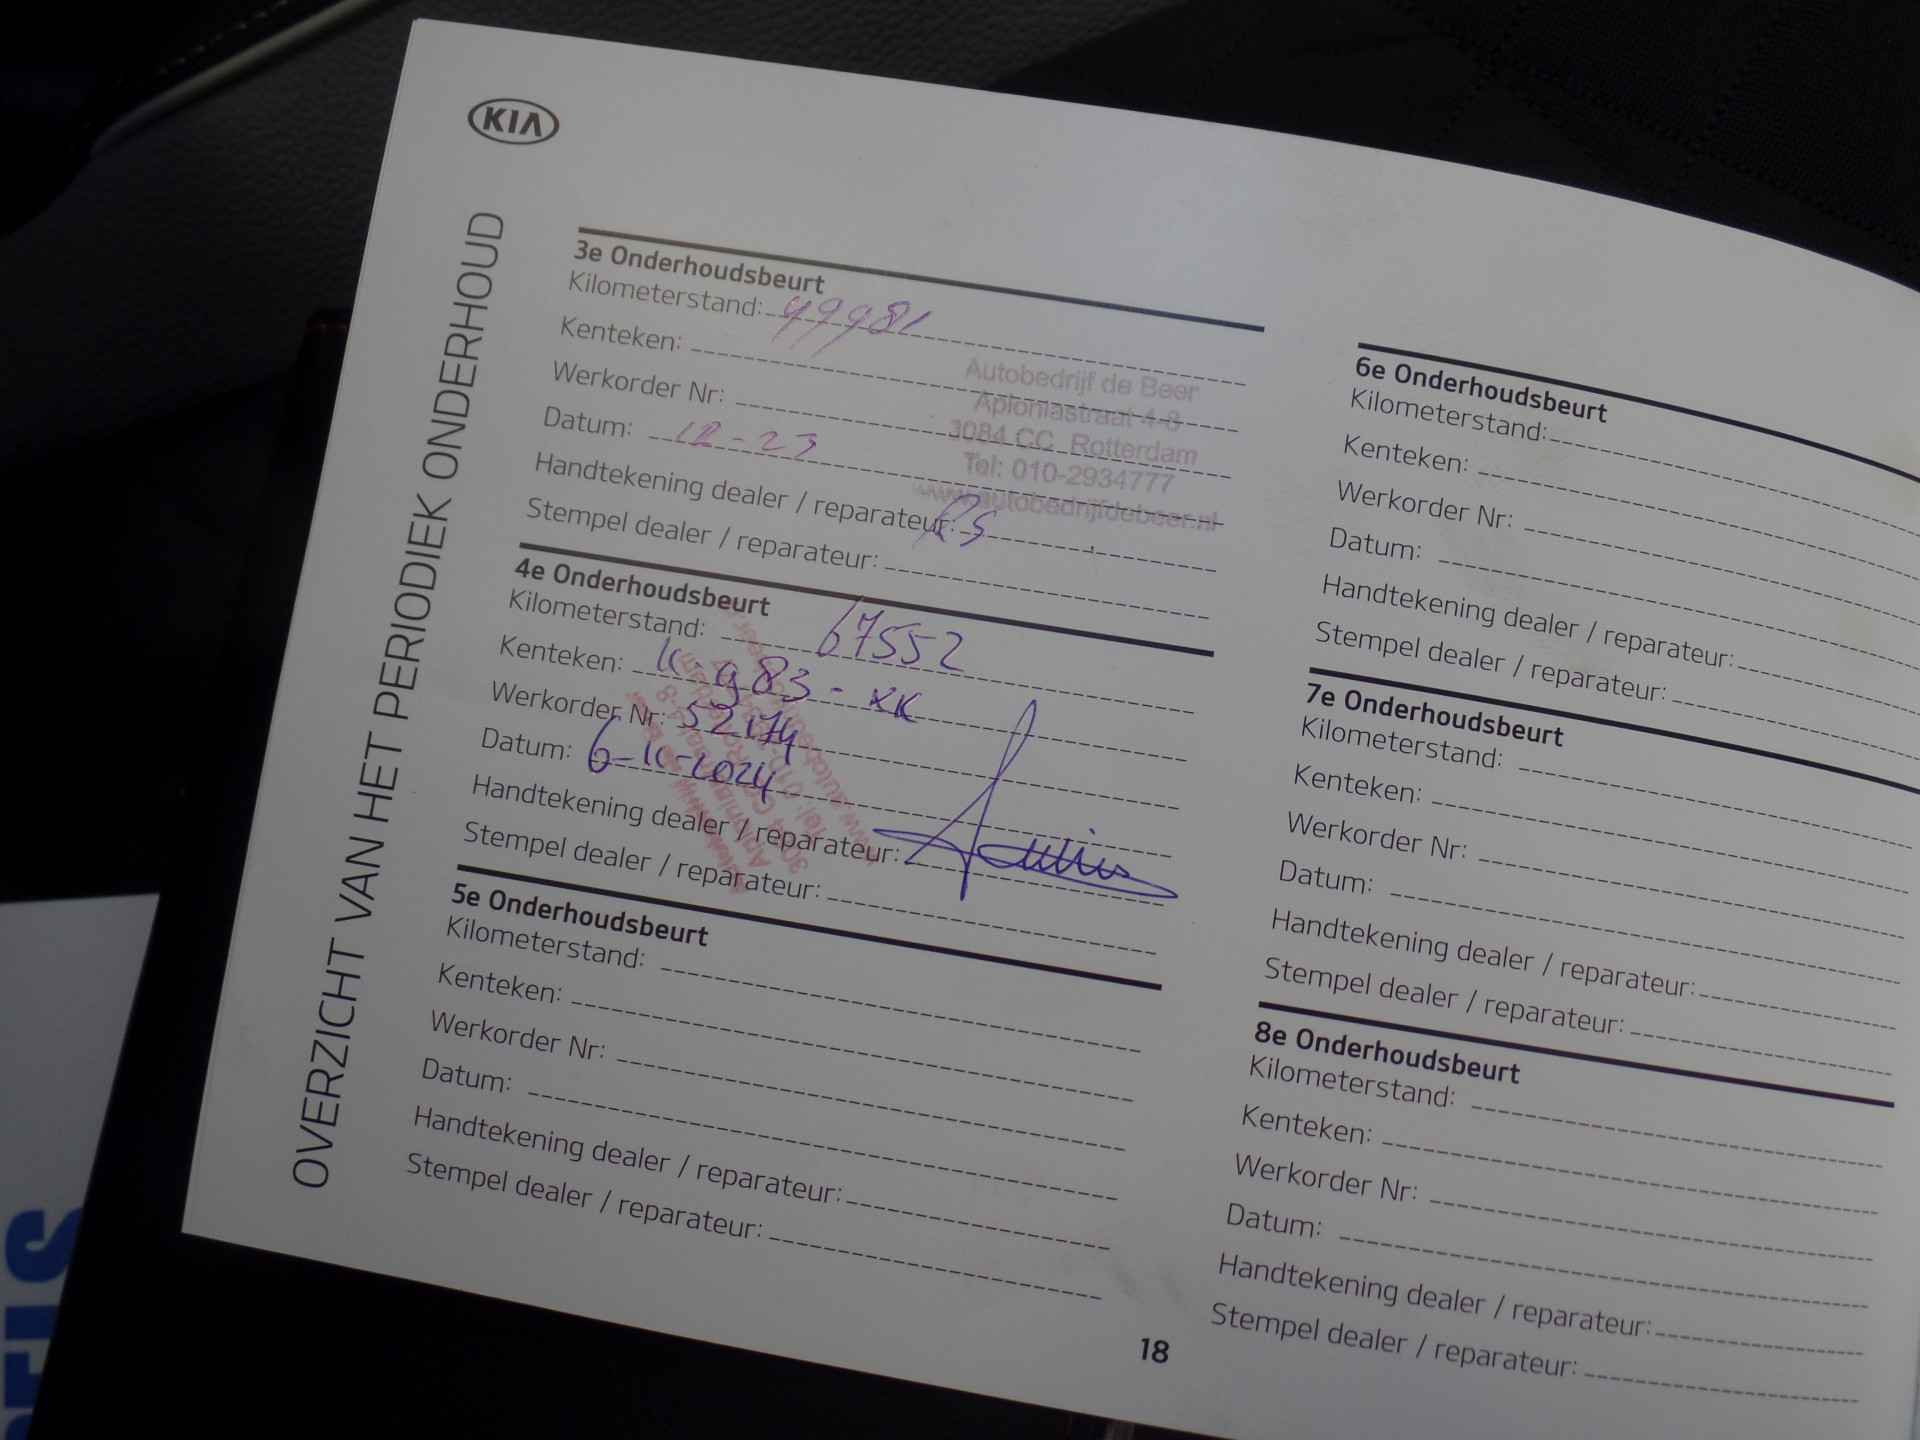 KIA
OVERZICHT VAN HET PERIODIEK ONDERHOUD
3e Onderhoudsbeurt
Kilometerstand: 49981
Kenteken:
Werkorder Nr:
Datum: 12-23
Handtekening dealer / reparateur:
Stempel dealer / reparateur:
Autobedrijf de Beer
Aploniastraat 4-8
3084 CC Rotterdam
Tel: 010-2934777
www.autobedrijfdebeer.nl
4e Onderhoudsbeurt
Kilometerstand: 67552
Kenteken: K-983-XK
Werkorder Nr: 52174
Datum: 6-11-2024
Handtekening dealer / reparateur:
Stempel dealer / reparateur:
5e Onderhoudsbeurt
Kilometerstand:
Kenteken:
Werkorder Nr:
Datum:
Handtekening dealer / reparateur:
Stempel dealer / reparateur:
6e Onderhoudsbeurt
Kilometerstand:
Kenteken:
Werkorder Nr:
Datum:
Handtekening dealer / reparateur:
Stempel dealer / reparateur:
7e Onderhoudsbeurt
Kilometerstand:
Kenteken:
Werkorder Nr:
Datum:
Handtekening dealer / reparateur:
Stempel dealer / reparateur:
8e Onderhoudsbeurt
Kilometerstand:
Kenteken:
Werkorder Nr:
Datum:
Handtekening dealer / reparateur:
Stempel dealer / reparateur:
18